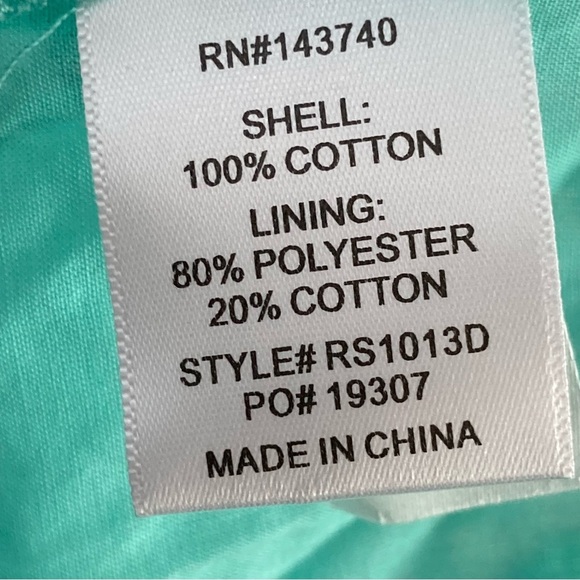 RN#143740
SHELL:
100% COTTON
LINING:
80% POLYESTER
20% COTTON
STYLE# RS1013D
PO# 19307
MADE IN CHINA